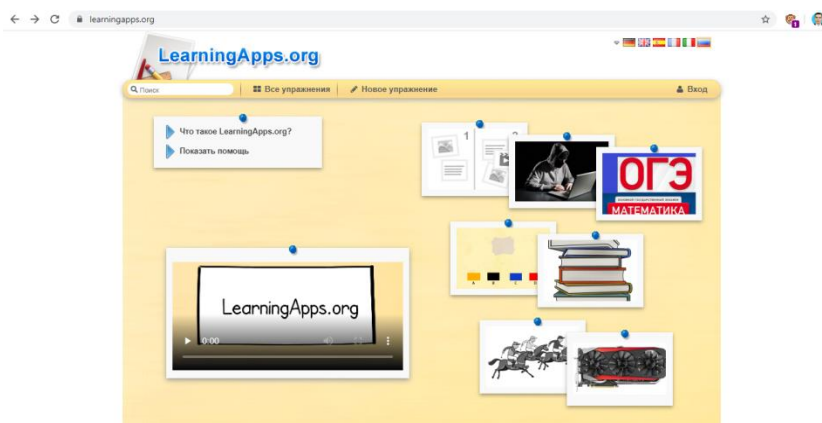 learningapps.org
LearningApps.org
Поиск
Все упражнения
Новое упражнение
Вход
Что такое LearningApps.org?
Показать помощь
1
ОГЭ
МАТЕМАТИКА
A B C
LearningApps.org
0:00